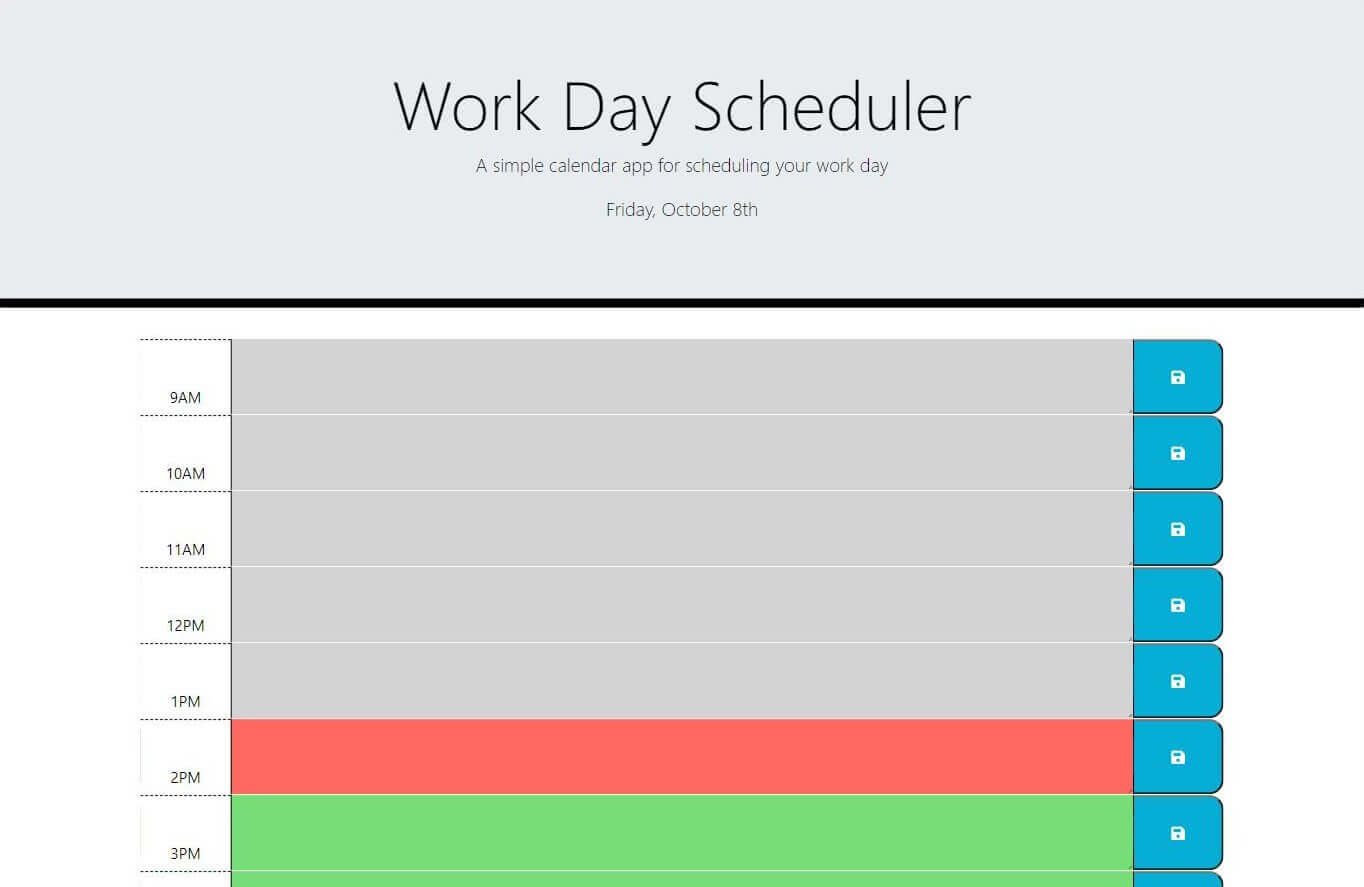 Work Day Scheduler
A simple calendar app for scheduling your work day
Friday, October 8th
9AM
10AM
11AM
12PM
1PM
2PM
3PM